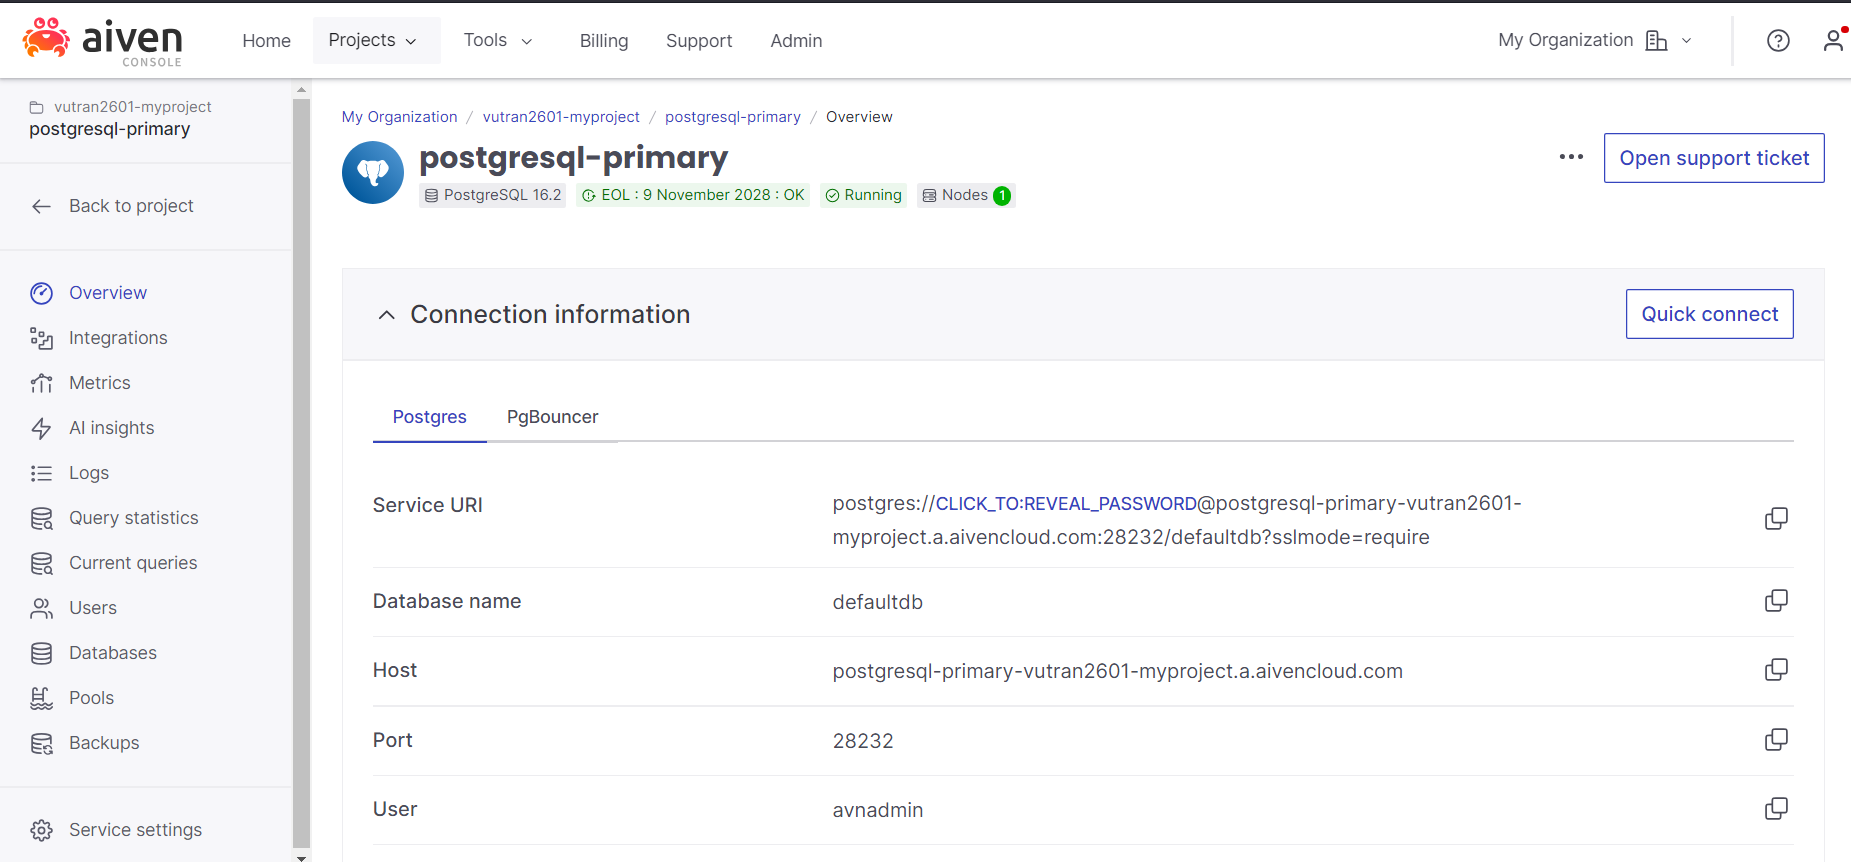 aiven
CONSOLE
Home
Projects
Tools
Billing
Support
Admin
My Organization
vutran2601-myproject
postgresql-primary
Back to project
Overview
Integrations
Metrics
AI insights
Logs
Query statistics
Current queries
Users
Databases
Pools
Backups
Service settings
My Organization / vutran2601-myproject / postgresql-primary / Overview
postgresql-primary
PostgreSQL 16.2
EOL : 9 November 2028 : OK
Running
Nodes 1
Open support ticket
Connection information
Quick connect
Postgres
PgBouncer
Service URI
postgres://CLICK_TO:REVEAL_PASSWORD@postgresql-primary-vutran2601-
myproject.a.aivencloud.com:28232/defaultdb?sslmode=require
Database name
defaultdb
Host
postgresql-primary-vutran2601-myproject.a.aivencloud.com
Port
28232
User
avnadmin